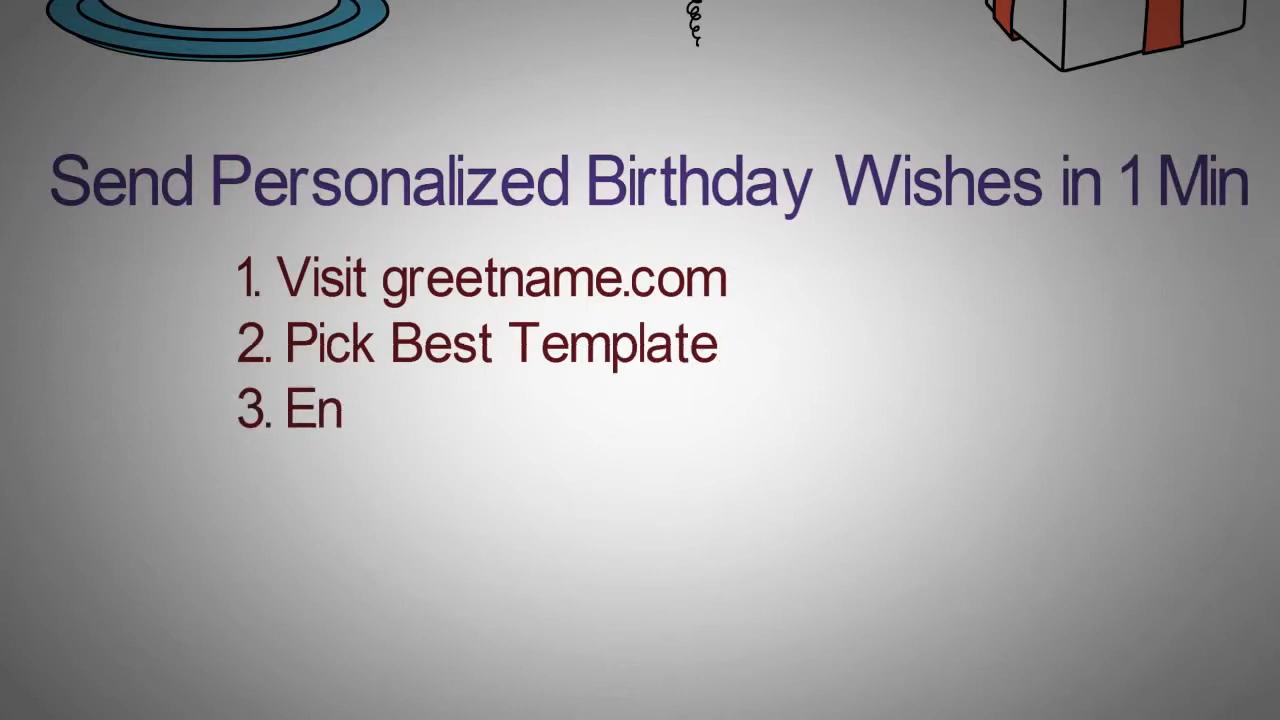 Send Personalized Birthday Wishes in 1 Min
1. Visit greetname.com
2. Pick Best Template
3. En